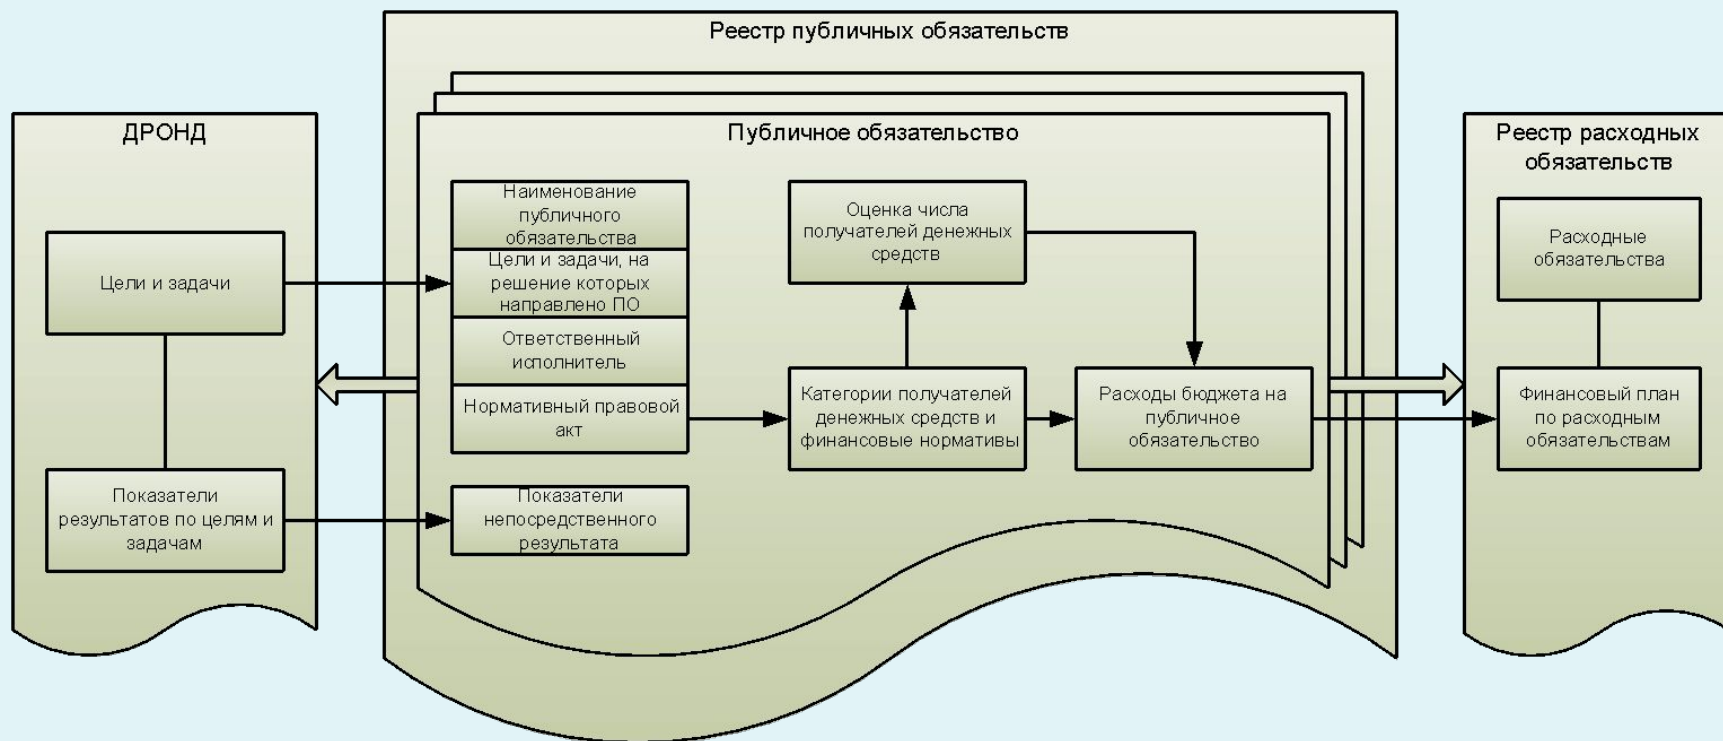 Реестр публичных обязательств
ДРОНД
Цели и задачи
Показатели
результатов по целям и
задачам
Публичное обязательство
Наименование
публичного
обязательства
Цели и задачи, на
решение которых
направлено ПО
Ответственный
исполнитель
Нормативный правовой
акт
Показатели
непосредственного
результата
Оценка числа
получателей денежных
средств
Категории получателей
денежных средств и
финансовые нормативы
Расходы бюджета на
публичное
обязательство
Реестр расходных
обязательств
Расходные
обязательства
Финансовый план
по расходным
обязательствам